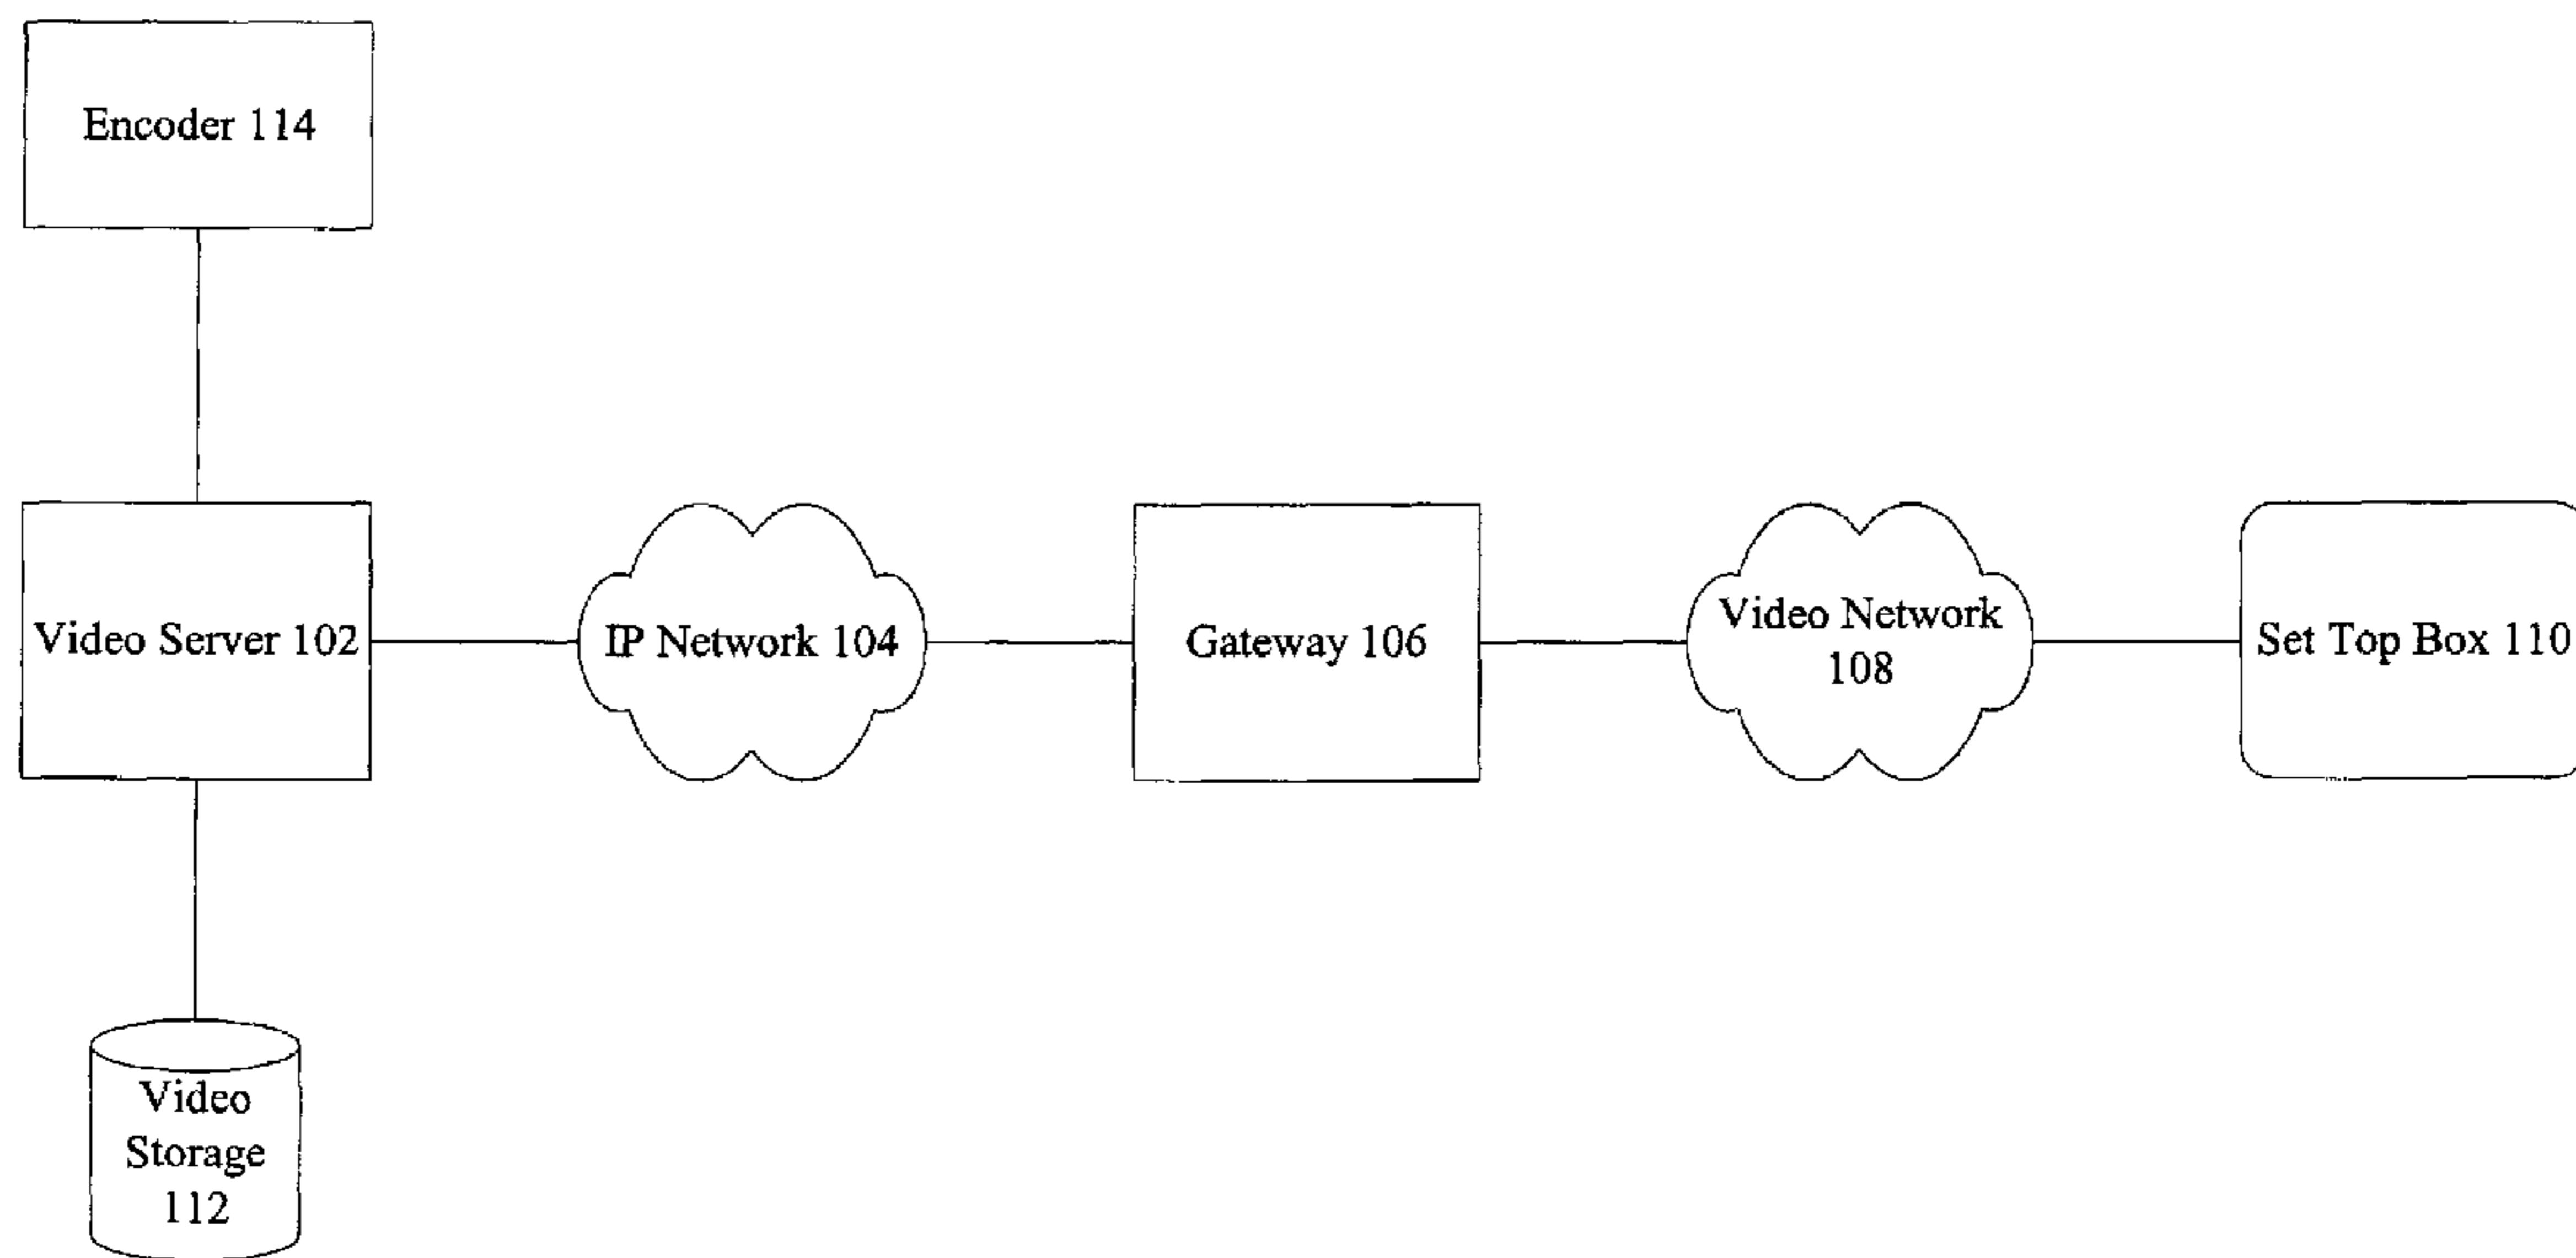 Encoder 114
Video Server 102
IP Network 104
Gateway 106
Video Network
108
Set Top Box 110
Video
Storage
112